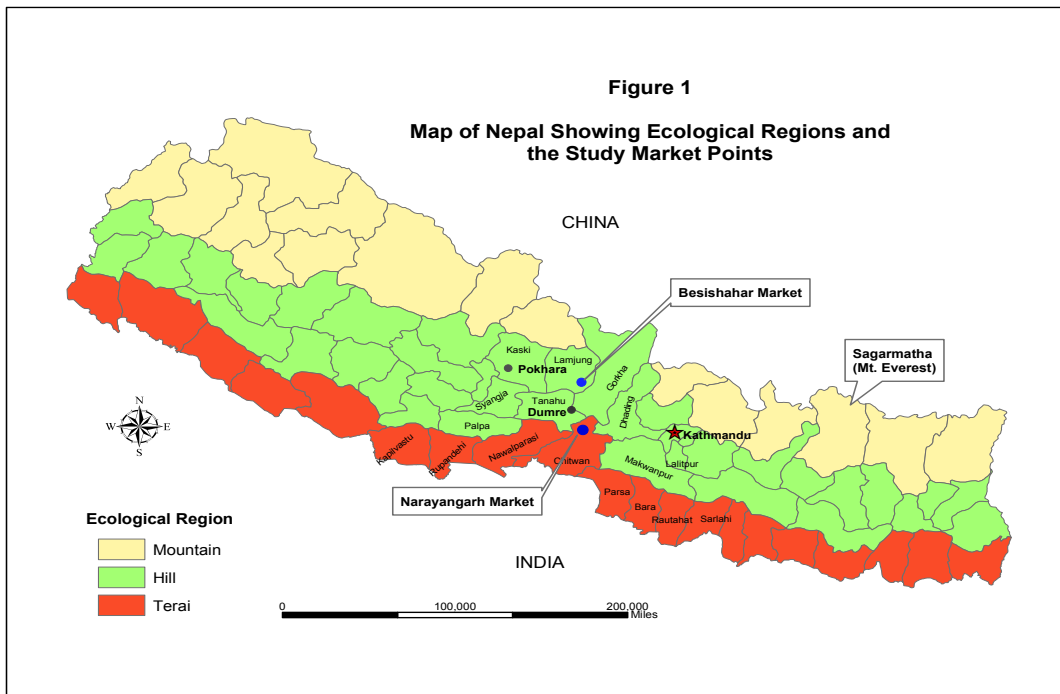 Figure 1
Map of Nepal Showing Ecological Regions and
the Study Market Points
CHINA
Besishahar Market
Sagarmatha
(Mt. Everest)
Kaski
Lamjung
Pokhara
Gorkha
Syangja
Tanahu
Dumre
Dhading
Palpa
Kathmandu
Lalitpur
Kapilvastu
Rupandehi
Nawalparasi
Chitwan
Makwanpur
Narayangarh Market
Parsa
Bara
Rautahat
Sarlahi
N
W
E
S
INDIA
Ecological Region
Mountain
Hill
Terai
0
100,000
200,000
Miles